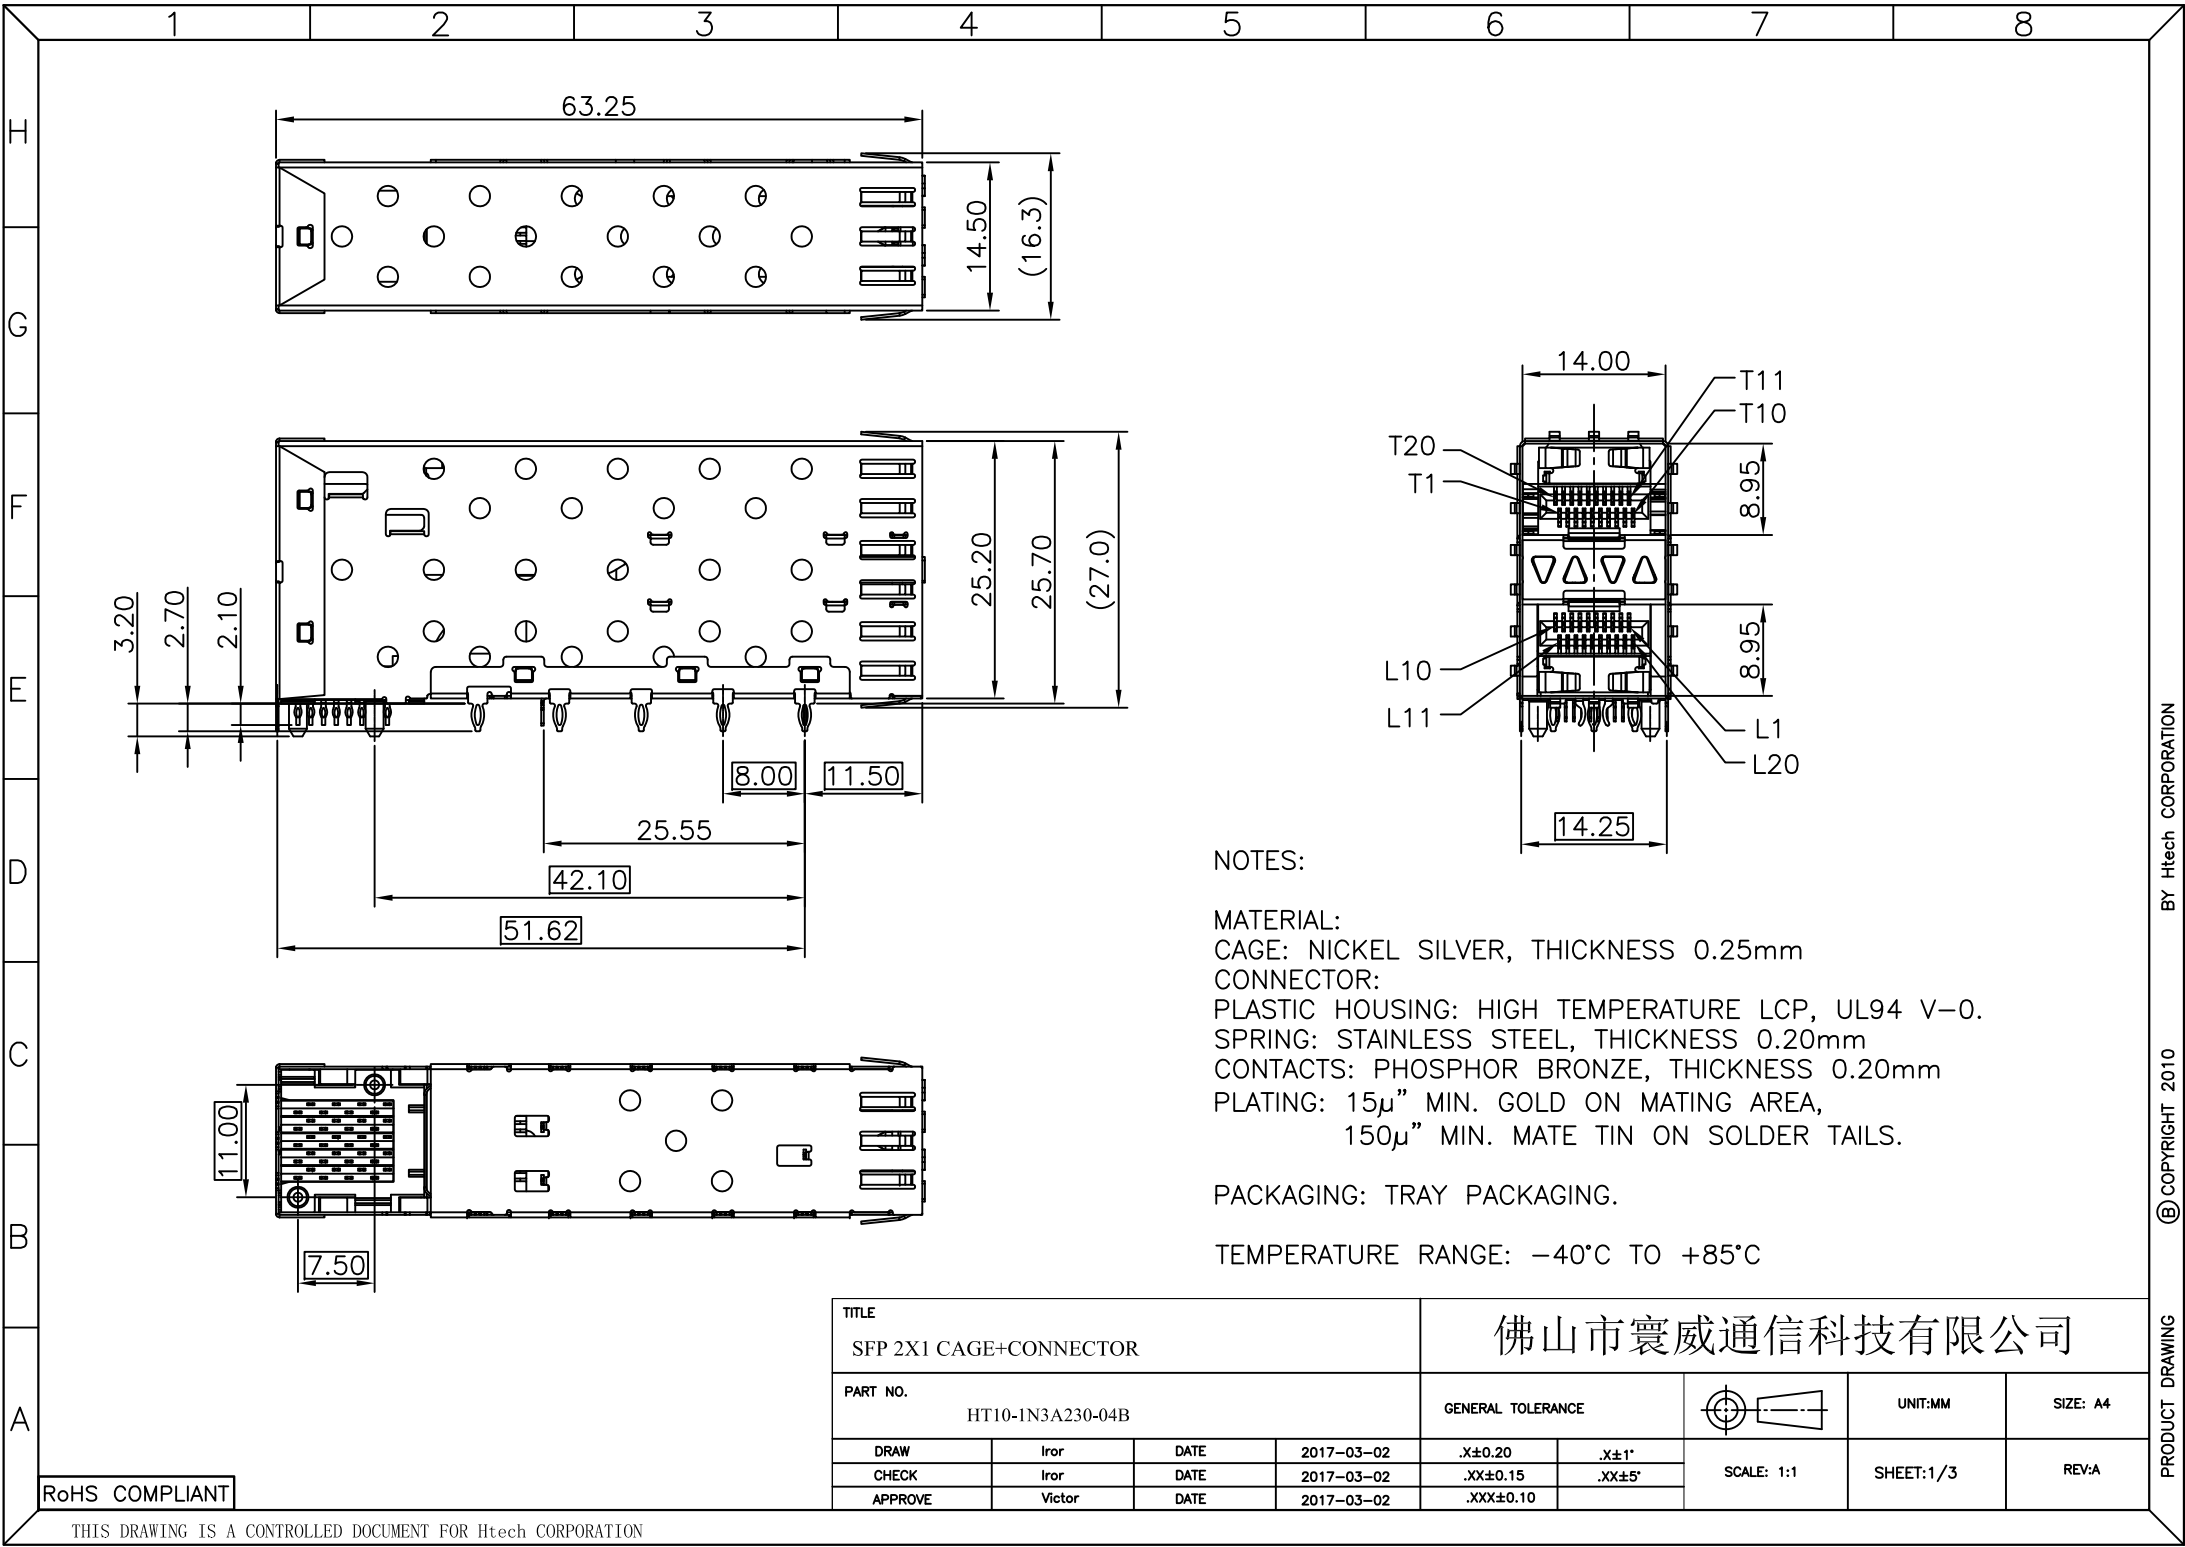 1 2 3 4 5 6 7 8
H
G
F
E
D
C
B
A
63.25
14.50
(16.3)
3.20
2.70
2.10
25.20
25.70
(27.0)
8.00
11.50
25.55
42.10
51.62
11.00
7.50
14.00
T11
T10
T20
T1
8.95
8.95
L10
L11
L1
L20
14.25
NOTES:
MATERIAL:
CAGE: NICKEL SILVER, THICKNESS 0.25mm
CONNECTOR:
PLASTIC HOUSING: HIGH TEMPERATURE LCP, UL94 V-0.
SPRING: STAINLESS STEEL, THICKNESS 0.20mm
CONTACTS: PHOSPHOR BRONZE, THICKNESS 0.20mm
PLATING: 15μ" MIN. GOLD ON MATING AREA,
150μ" MIN. MATE TIN ON SOLDER TAILS.
PACKAGING: TRAY PACKAGING.
TEMPERATURE RANGE: -40°C TO +85°C
TITLE
SFP 2X1 CAGE+CONNECTOR
佛山市寰威通信科技有限公司
PART NO.
HT10-1N3A230-04B
GENERAL TOLERANCE
UNIT:MM
SIZE: A4
DRAW Iror DATE 2017-03-02 .X±0.20 .X±1°
CHECK Iror DATE 2017-03-02 .XX±0.15 .XX±5°
APPROVE Victor DATE 2017-03-02 .XXX±0.10
SCALE: 1:1
SHEET:1/3
REV:A
RoHS COMPLIANT
THIS DRAWING IS A CONTROLLED DOCUMENT FOR Htech CORPORATION
PRODUCT DRAWING Ⓑ COPYRIGHT 2010 BY Htech CORPORATION